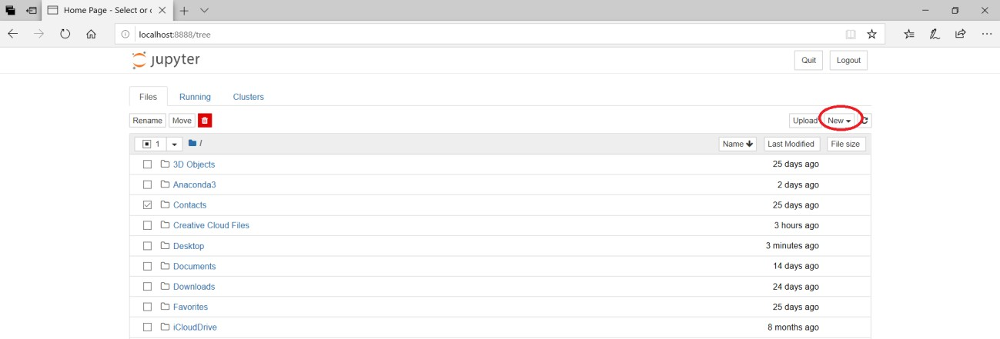 Home Page - Select or c
localhost:8888/tree
jupyter
Quit Logout
Files Running Clusters
Rename Move Upload New
1 / Name Last Modified File size
3D Objects 25 days ago
Anaconda3 2 days ago
Contacts 25 days ago
Creative Cloud Files 3 hours ago
Desktop 3 minutes ago
Documents 14 days ago
Downloads 24 days ago
Favorites 25 days ago
iCloudDrive 8 months ago